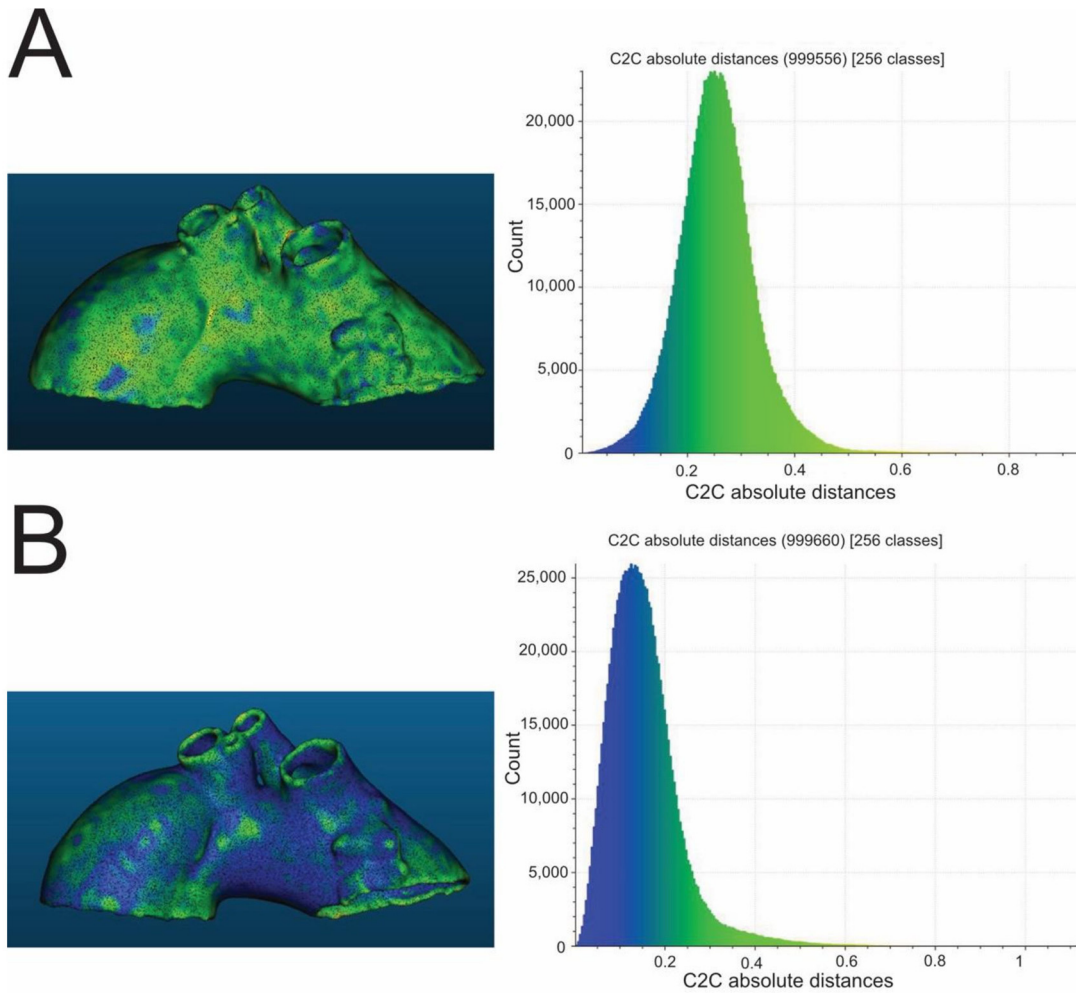 A
C2C absolute distances (999556) [256 classes]
20,000
15,000
10,000
5,000
0
Count
0.2 0.4 0.6 0.8
C2C absolute distances
B
C2C absolute distances (999660) [256 classes]
25,000
20,000
15,000
10,000
5,000
0
Count
0.2 0.4 0.6 0.8 1
C2C absolute distances